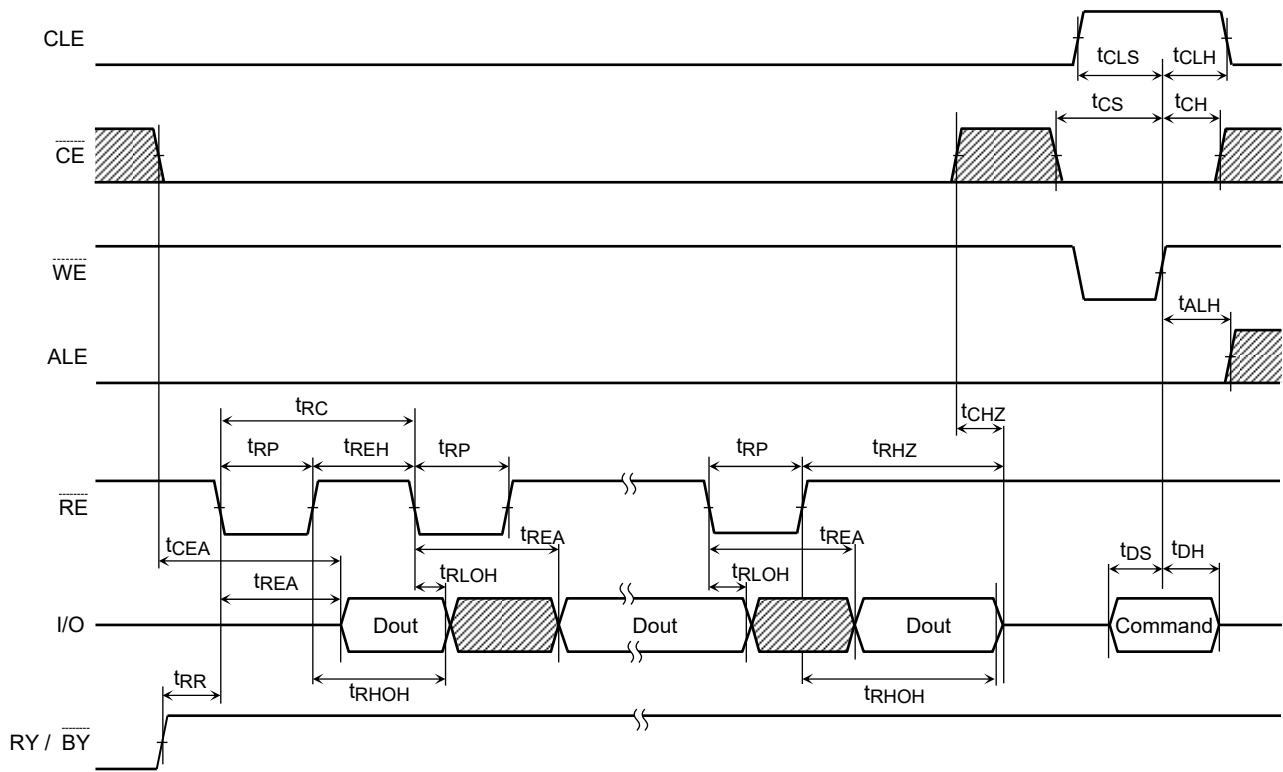 CLE
tCLS
tCLH
tCS
tCH
CE
WE
tALH
ALE
tRC
tCHZ
tRP
tREH
tRP
tRP
tRHZ
RE
tCEA
tREA
tREA
tREA
tRLOH
tRLOH
tDS
tDH
I/O
Dout
Dout
Dout
Command
tRR
tRHOH
tRHOH
RY / BY